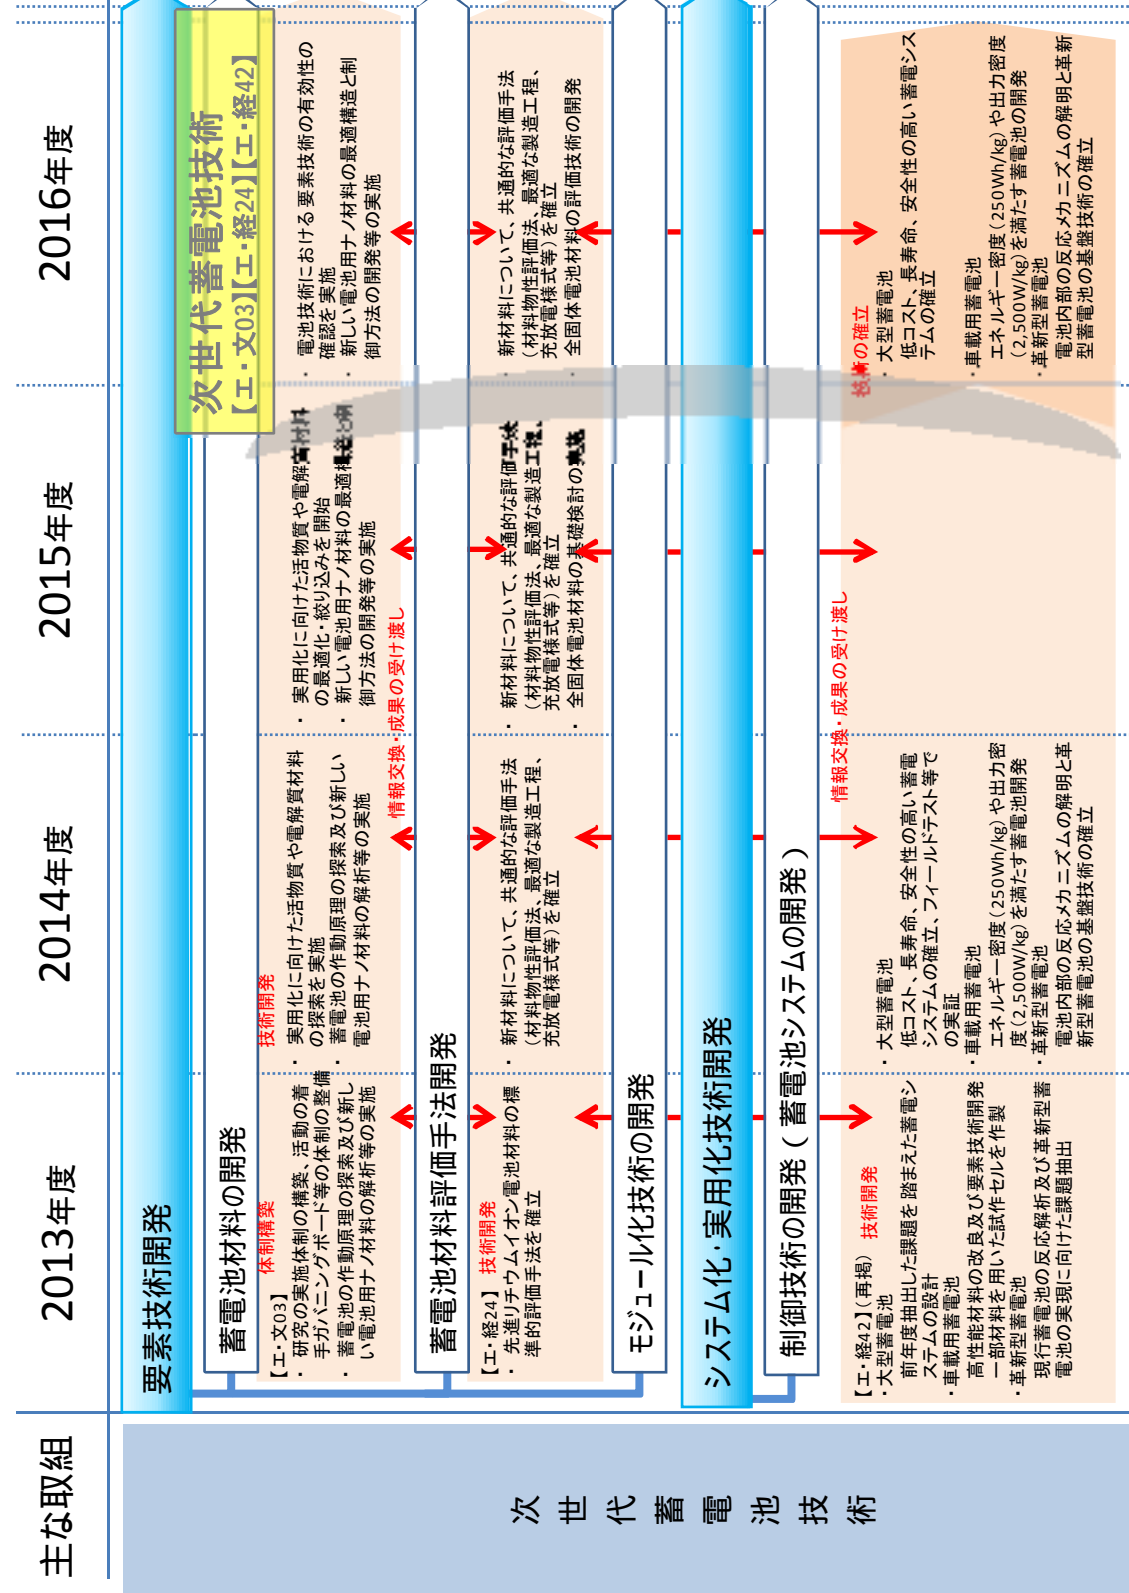 主な取組
2013年度
2014年度
2015年度
2016年度
次世代蓄電池技術
次世代蓄電池技術
【エ・文03】【エ・経24】【エ・経42】
要素技術開発
蓄電池材料の開発
体制構築
【エ・文03】
・ 研究の実施体制の構築、活動の着
手ガバニングボード等の体制の整備
・ 蓄電池の作動原理の探索及び新し
い電池用ナノ材料の解析等の実施
技術開発
・ 実用化に向けた活物質や電解質材料
の探索を実施
・ 蓄電池の作動原理の探索及び新しい
電池用ナノ材料の解析等の実施
・ 実用化に向けた活物質や電解
の最適化・絞り込みを開始
・ 新しい電池用ナノ材料の最適
御方法の開発等の実施
・ 電池技術における要素技術の有効性の
確認を実施
・ 新しい電池用ナノ材料の最適構造と制
御方法の開発等の実施
情報交換・成果の受け渡し
蓄電池材料評価手法開発
【エ・経24】 技術開発
・ 先進リチウムイオン電池材料の標
準的評価手法を確立
・ 新材料について、共通的な評価手法
（材料物性評価法、最適な製造工程、
充放電様式等）を確立
・ 新材料について、共通的な評価手法
（材料物性評価法、最適な製造工程、
充放電様式等）を確立
・ 全固体電池材料の基礎検討の実施
・ 新材料について、共通的な評価手法
（材料物性評価法、最適な製造工程、
充放電様式等）を確立
・ 全固体電池材料の評価技術の開発
モジュール化技術の開発
システム化・実用化技術開発
制御技術の開発（蓄電池システムの開発）
情報交換・成果の受け渡し
【エ・経42】（再掲） 技術開発
・大型蓄電池
前年度抽出した課題を踏まえた蓄電シ
ステムの設計
・車載用蓄電池
高性能材料の改良及び要素技術開発
一部材料を用いた試作セルを作製
・革新型蓄電池
現行蓄電池の反応解析及び革新型蓄
電池の実現に向けた課題抽出
・大型蓄電池
低コスト、長寿命、安全性の高い蓄電
システムの確立、フィールドテスト等で
の実証
・車載用蓄電池
エネルギー密度（250Wh/kg）や出力密
度（2,500W/kg）を満たす蓄電池開発
・革新型蓄電池
電池内部の反応メカニズムの解明と革
新型蓄電池の基盤技術の確立
技術の確立
・大型蓄電池
低コスト、長寿命、安全性の高い蓄電シス
テムの確立
・車載用蓄電池
エネルギー密度（250Wh/kg）や出力密度
（2,500W/kg）を満たす蓄電池の開発
・革新型蓄電池
電池内部の反応メカニズムの解明と革新
型蓄電池の基盤技術の確立